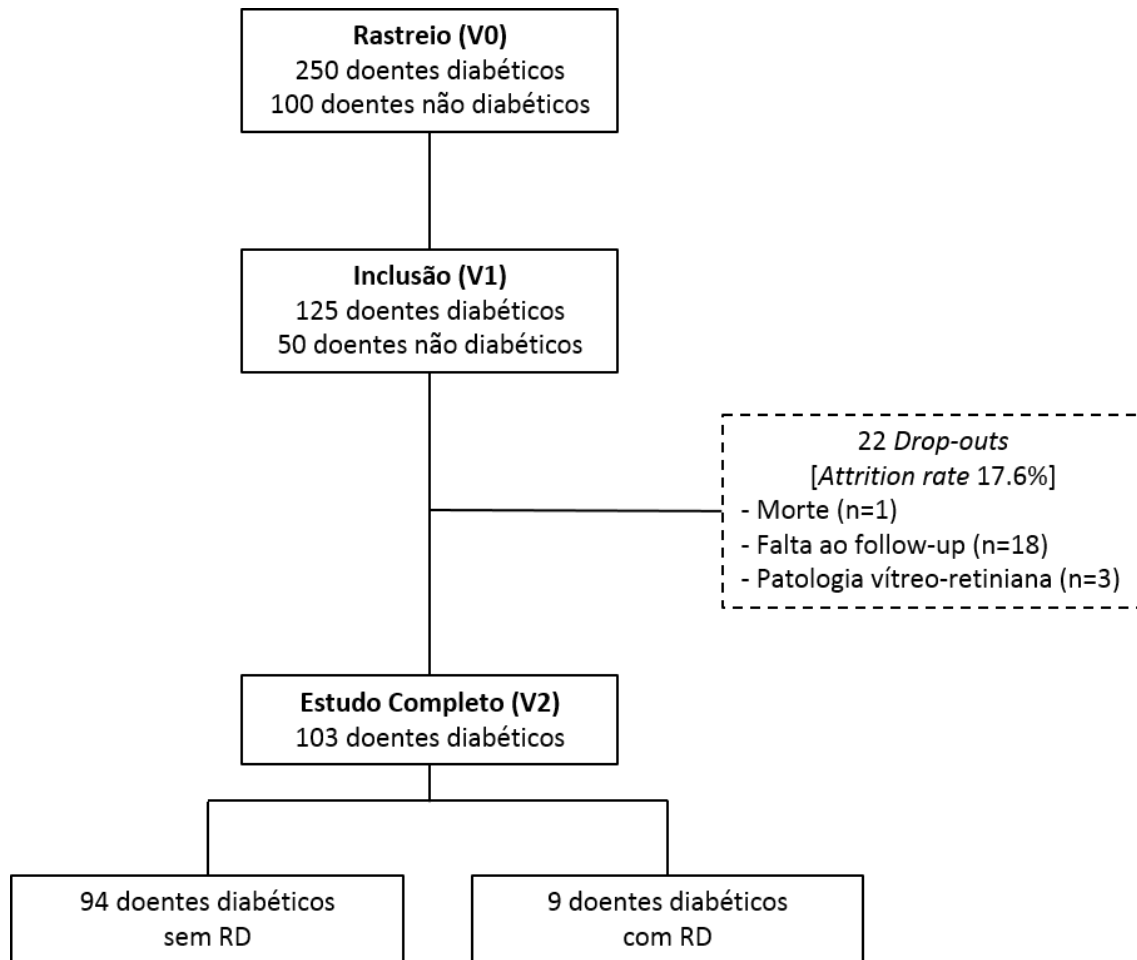 Rastreio (V0)
250 doentes diabéticos
100 doentes não diabéticos
Inclusão (V1)
125 doentes diabéticos
50 doentes não diabéticos
22 Drop-outs
[Attrition rate 17.6%]
- Morte (n=1)
- Falta ao follow-up (n=18)
- Patologia vítreo-retiniana (n=3)
Estudo Completo (V2)
103 doentes diabéticos
94 doentes diabéticos
sem RD
9 doentes diabéticos
com RD